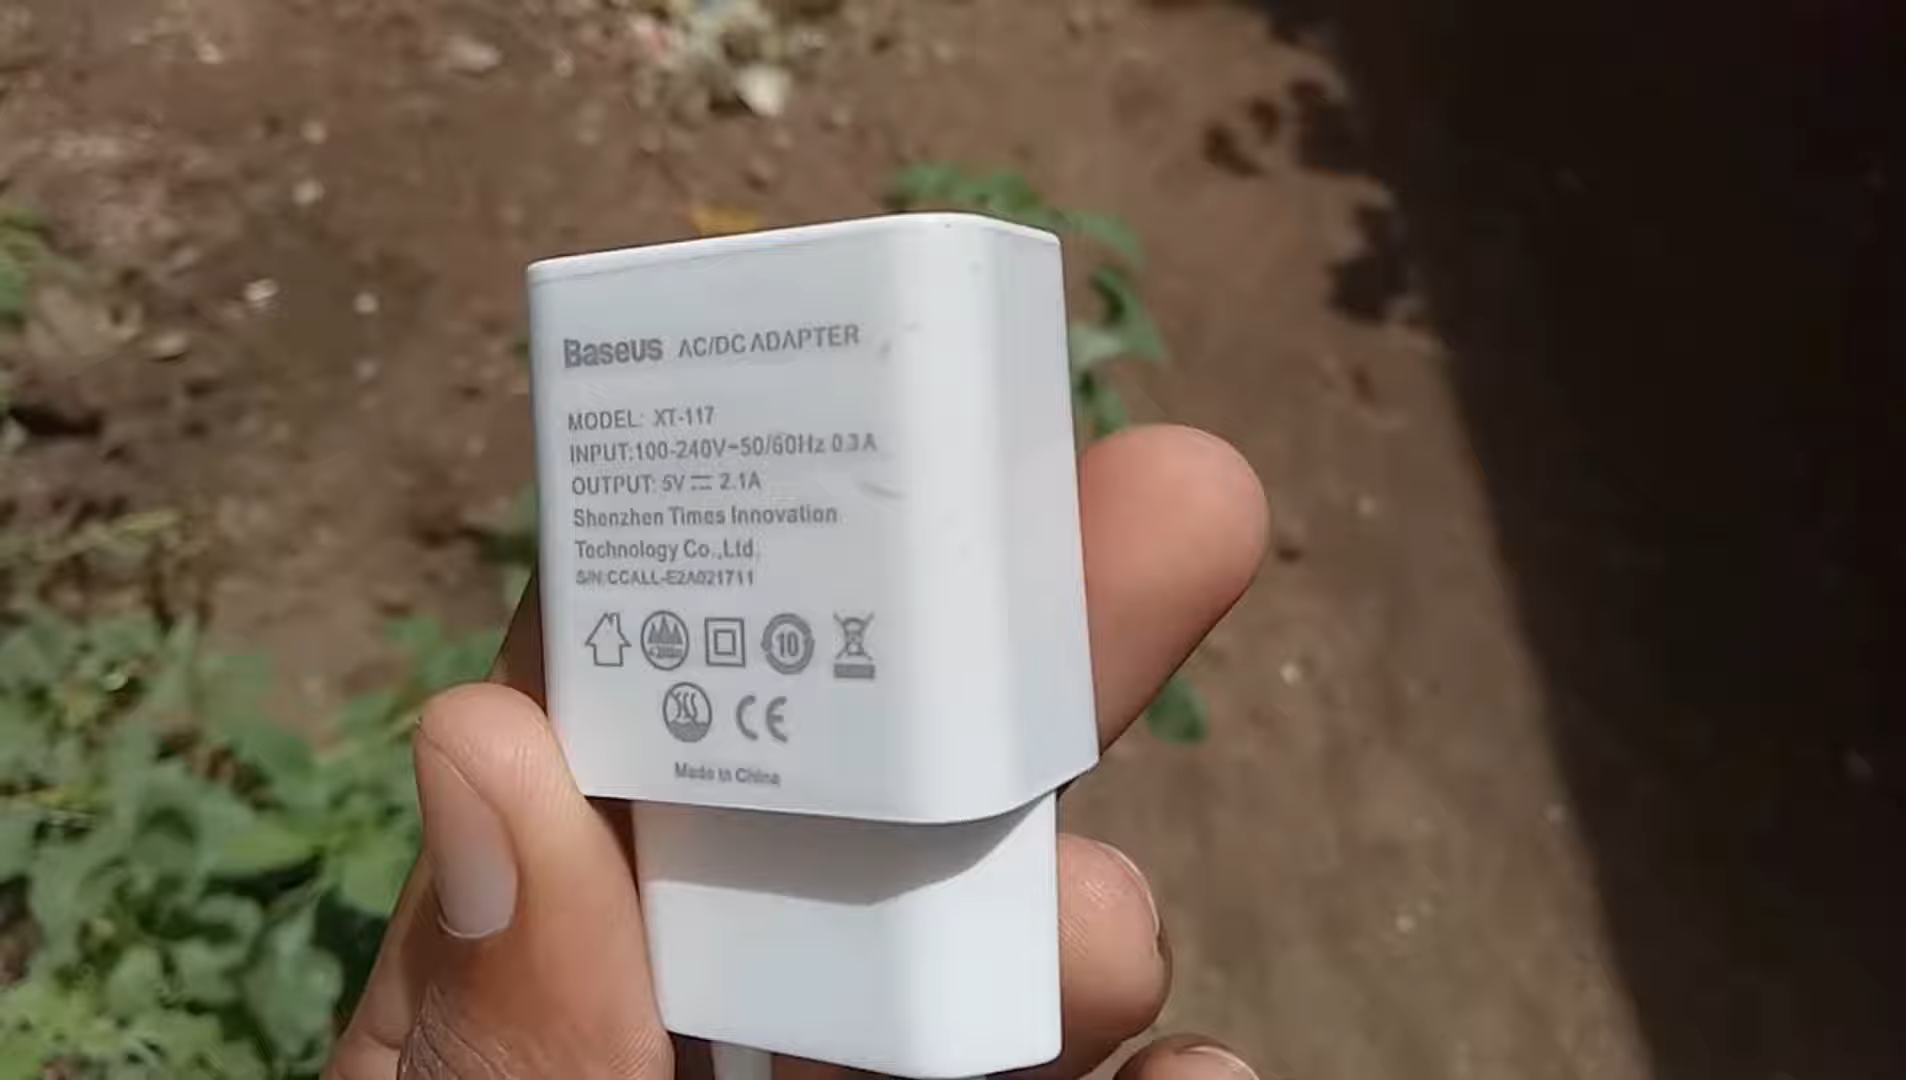 Baseus AC/DC ADAPTER
MODEL: XT-117
INPUT:100-240V~50/60Hz 0.3A
OUTPUT: 5V ⎓ 2.1A
Shenzhen Times Innovation
Technology Co.,Ltd.
S/N:CCALL-E2A021711
10
CE
Made in China